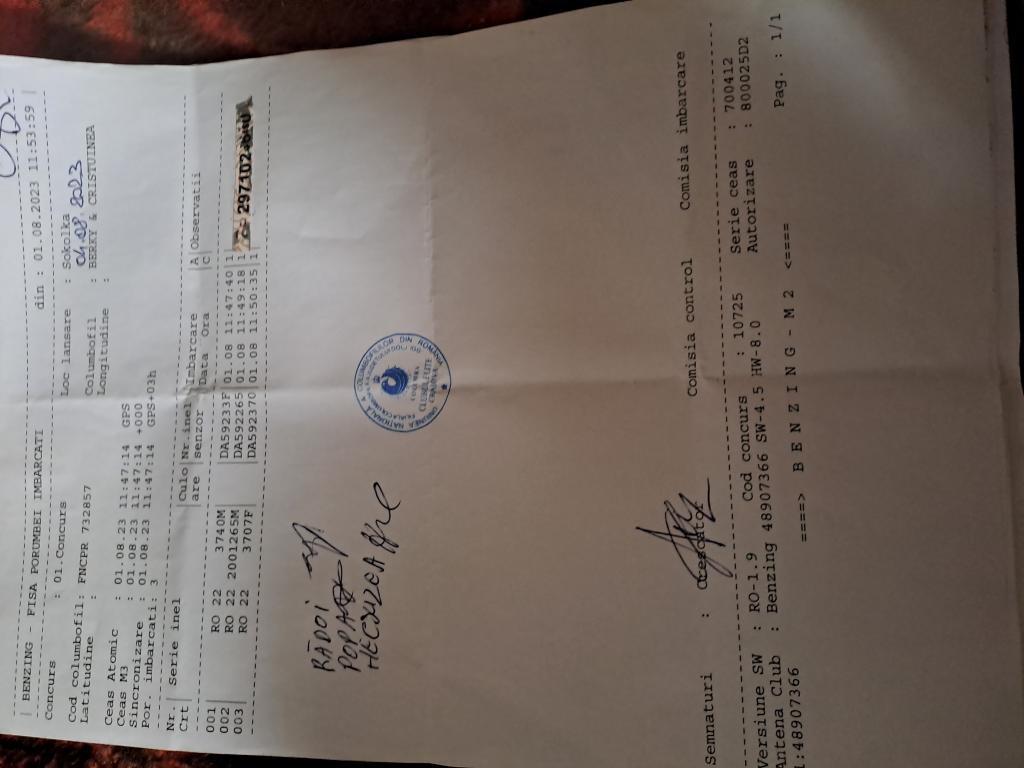 | BENZING - FISA PORUMBEI IMBARCATI din : 01.08.2023 11:53:59 |
Concurs : 01.Concurs Loc lansare : Sokolka
01.08.2023
Cod columbofil: FNCPR 732857 Columbofil : BERKY & CRISTUINEA
Latitudine : Longitudine :
Ceas Atomic : 01.08.23 11:47:14 GPS
Ceas M3 : 01.08.23 11:47:14 +000
Sincronizare : 01.08.23 11:47:14 GPS+03h
Por. imbarcati: 3
Nr.| Serie inel |Culo|Nr.inel|Imbarcare |A|Observatii
Crt| |are |senzor |Data Ora |C|
001| RO 22 3740M | |DA59239F|01.08 11:47:40|1|
002| RO 22 2001265M | |DA592265|01.08 11:49:18|1| 297102
003| RO 22 3707F | |DA592370|01.08 11:50:35|1|
RĂDOI
POPA
UNIUNEA NATIONALĂ A COLUMBOFILILOR DIN ROMÂNIA
Semnaturi : Crescator Comisia control Comisia imbarcare
Versiune SW : RO-1.9 Cod concurs : 10725 Serie ceas : 700412
Antena Club : Benzing 48907366 SW-4.5 HW-8.0 Autorizare : 800025D2
1:48907366
====> B E N Z I N G - M 2 <==== Pag. : 1/1